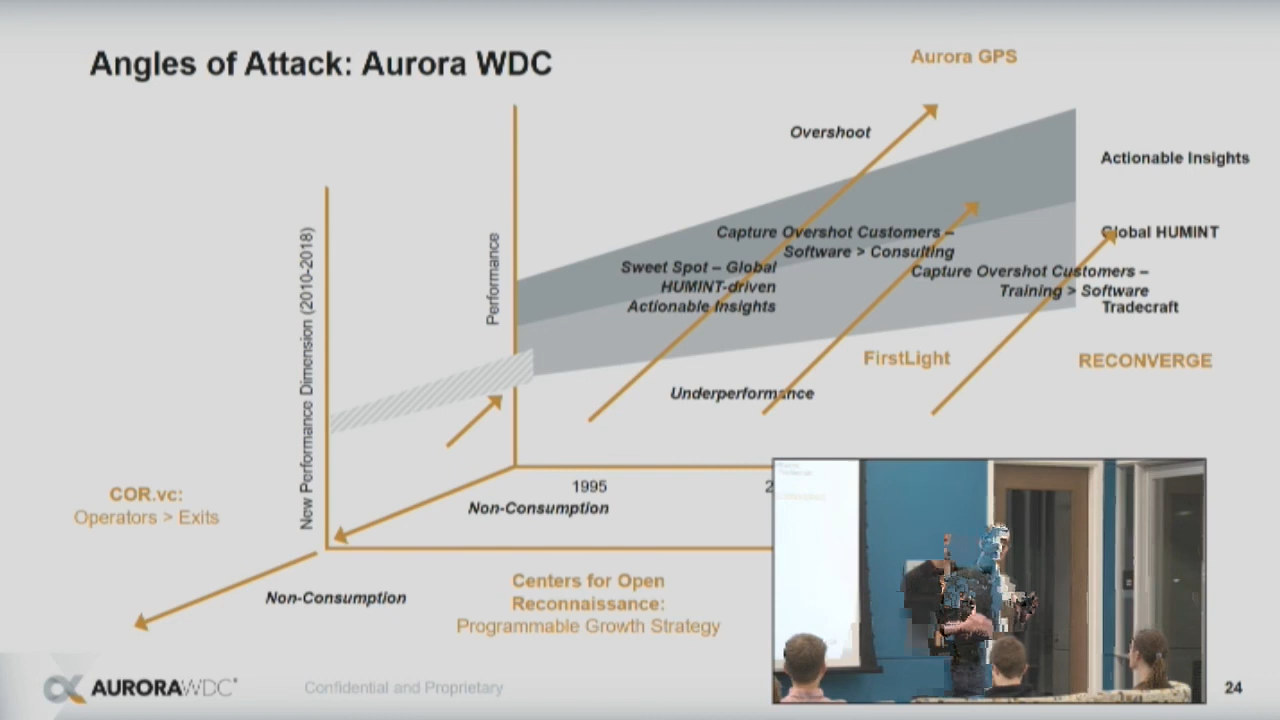 Angles of Attack: Aurora WDC
Aurora GPS
Overshoot
Actionable Insights
Global HUMINT
Tradecraft
Capture Overshot Customers –
Software > Consulting
Sweet Spot – Global
HUMINT-driven
Actionable Insights
Capture Overshot Customers –
Training > Software
Performance
New Performance Dimension (2010-2018)
FirstLight
RECONVERGE
Underperformance
1995
2
Non-Consumption
COR.vc:
Operators > Exits
Non-Consumption
Centers for Open
Reconnaissance:
Programmable Growth Strategy
AURORAWDC
Confidential and Proprietary
24